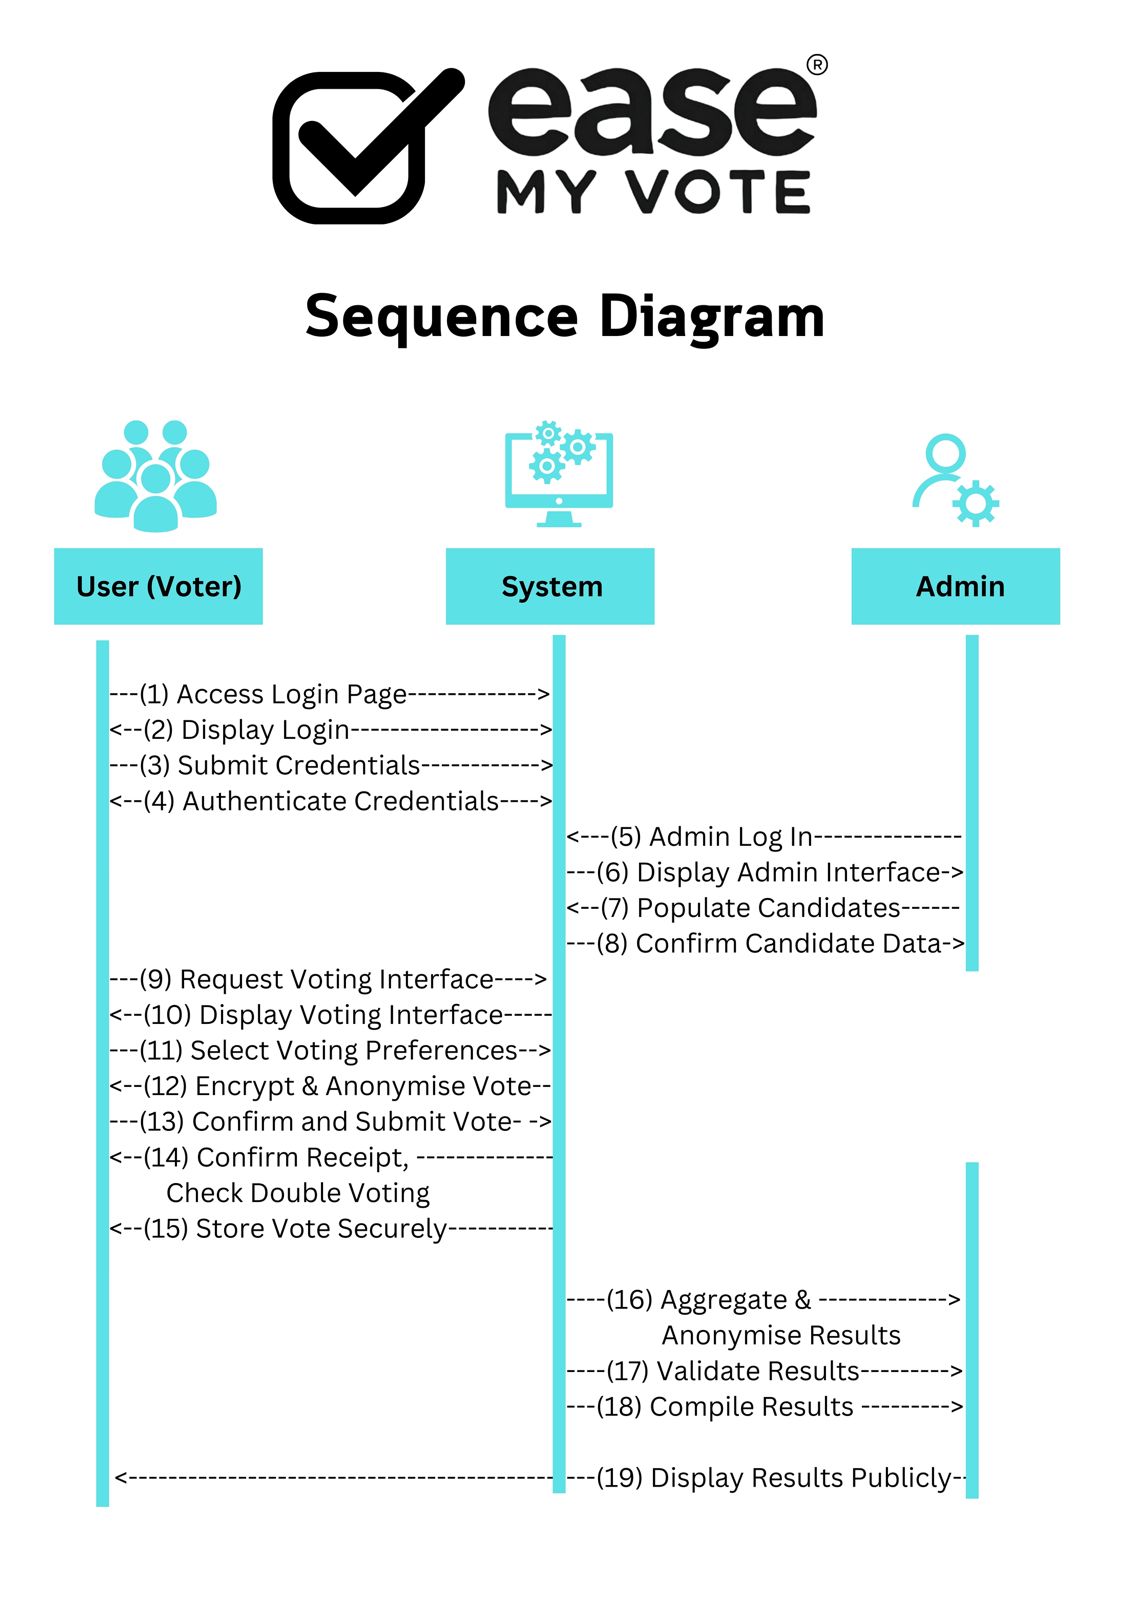 ease®
MY VOTE
Sequence Diagram
User (Voter)
System
Admin
---(1) Access Login Page------------->
<--(2) Display Login------------------->
---(3) Submit Credentials------------>
<--(4) Authenticate Credentials---->
<---(5) Admin Log In---------------
---(6) Display Admin Interface->
<--(7) Populate Candidates------
---(8) Confirm Candidate Data->
---(9) Request Voting Interface---->
<--(10) Display Voting Interface-----
---(11) Select Voting Preferences-->
<--(12) Encrypt & Anonymise Vote--
---(13) Confirm and Submit Vote- ->
<--(14) Confirm Receipt, --------------
Check Double Voting
<--(15) Store Vote Securely-----------
----(16) Aggregate & ------------->
Anonymise Results
----(17) Validate Results--------->
---(18) Compile Results --------->
<----------------------------------------------(19) Display Results Publicly--